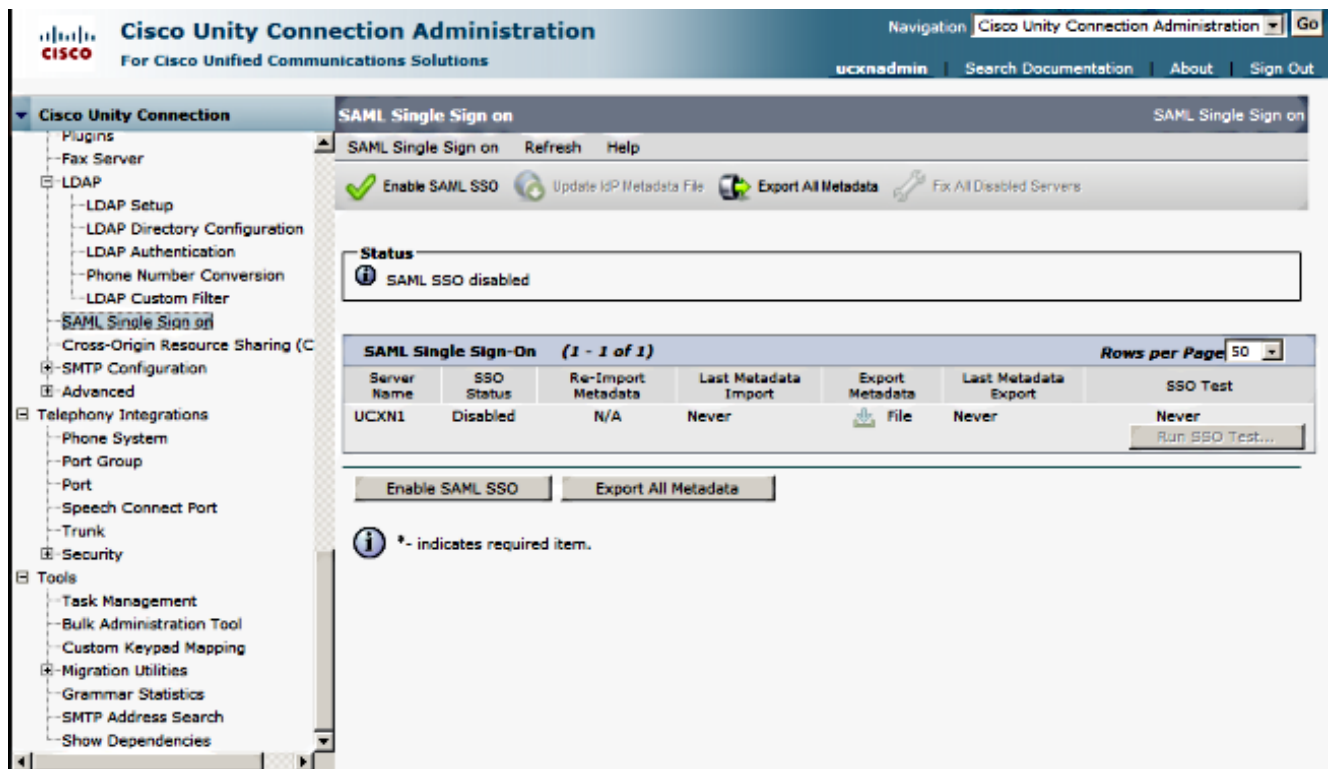 Cisco Unity Connection Administration
For Cisco Unified Communications Solutions
CISCO
Navigation Cisco Unity Connection Administration Go
ucxnadmin | Search Documentation | About | Sign Out
Cisco Unity Connection
Plugins
Fax Server
LDAP
LDAP Setup
LDAP Directory Configuration
LDAP Authentication
Phone Number Conversion
LDAP Custom Filter
SAML Single Sign on
Cross-Origin Resource Sharing (C
SMTP Configuration
Advanced
Telephony Integrations
Phone System
Port Group
Port
Speech Connect Port
Trunk
Security
Tools
Task Management
Bulk Administration Tool
Custom Keypad Mapping
Migration Utilities
Grammar Statistics
SMTP Address Search
Show Dependencies
SAML Single Sign on SAML Single Sign on
SAML Single Sign on Refresh Help
Enable SAML SSO Update IdP Metadata File Export All Metadata Fix All Disabled Servers
Status
SAML SSO disabled
SAML Single Sign-On (1 - 1 of 1) Rows per Page 50
Server Name SSO Status Re-Import Metadata Last Metadata Import Export Metadata Last Metadata Export SSO Test
UCXN1 Disabled N/A Never File Never Never
Run SSO Test...
Enable SAML SSO Export All Metadata
*- indicates required item.